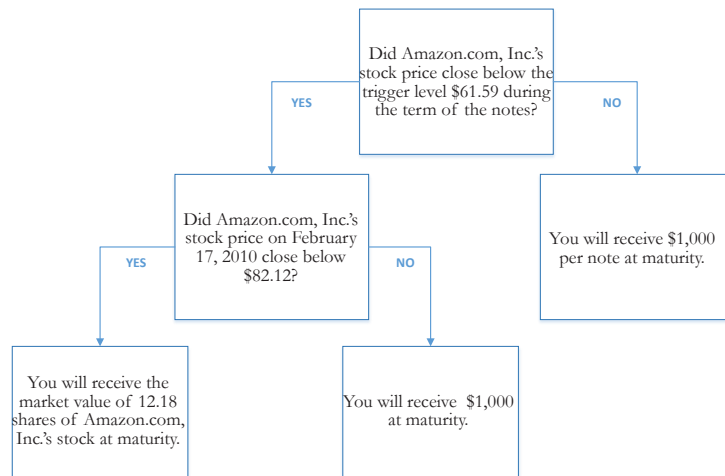 Did Amazon.com, Inc.'s
stock price close below the
trigger level $61.59 during
the term of the notes?
YES
NO
Did Amazon.com, Inc.'s
stock price on February
17, 2010 close below
$82.12?
You will receive $1,000
per note at maturity.
YES
NO
You will receive the
market value of 12.18
shares of Amazon.com,
Inc.'s stock at maturity.
You will receive $1,000
at maturity.